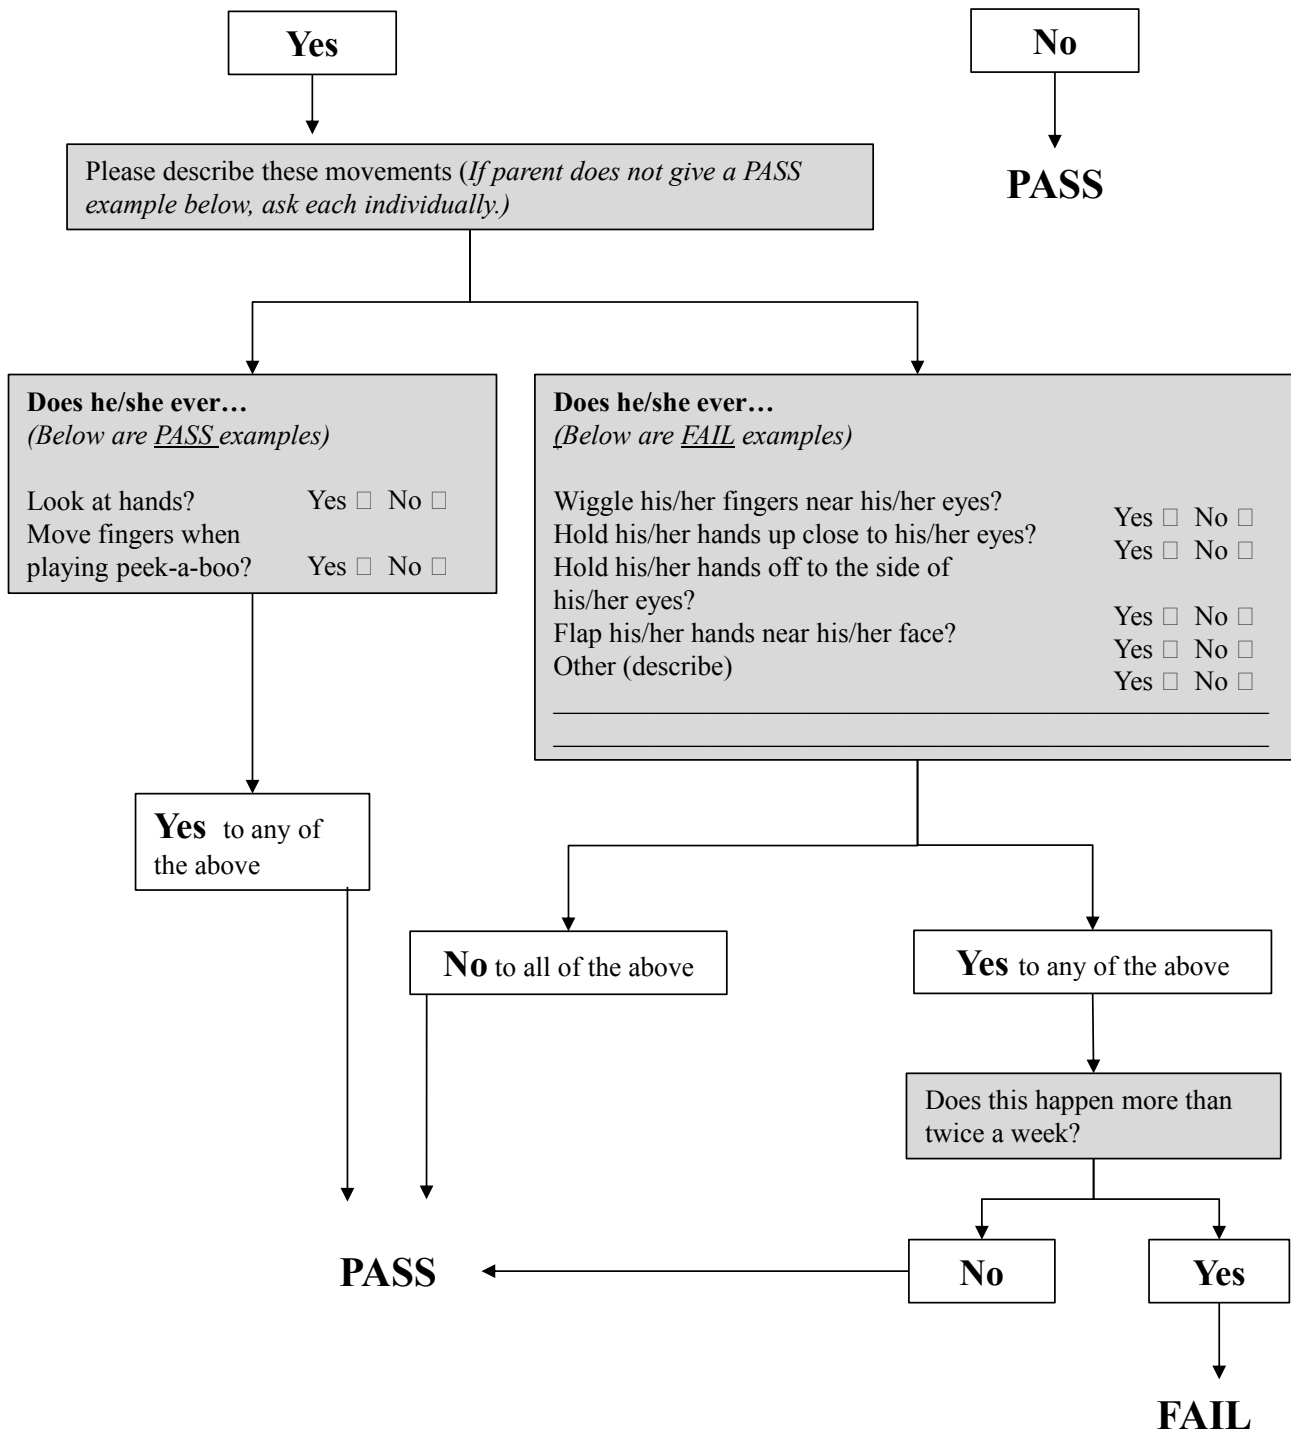 Yes
No
PASS
Please describe these movements (If parent does not give a PASS
example below, ask each individually.)
Does he/she ever…
(Below are PASS examples)
Look at hands? Yes □ No □
Move fingers when
playing peek-a-boo? Yes □ No □
Does he/she ever…
(Below are FAIL examples)
Wiggle his/her fingers near his/her eyes? Yes □ No □
Hold his/her hands up close to his/her eyes? Yes □ No □
Hold his/her hands off to the side of
his/her eyes? Yes □ No □
Flap his/her hands near his/her face? Yes □ No □
Other (describe) Yes □ No □
Yes to any of
the above
No to all of the above
Yes to any of the above
Does this happen more than
twice a week?
PASS
No
Yes
FAIL